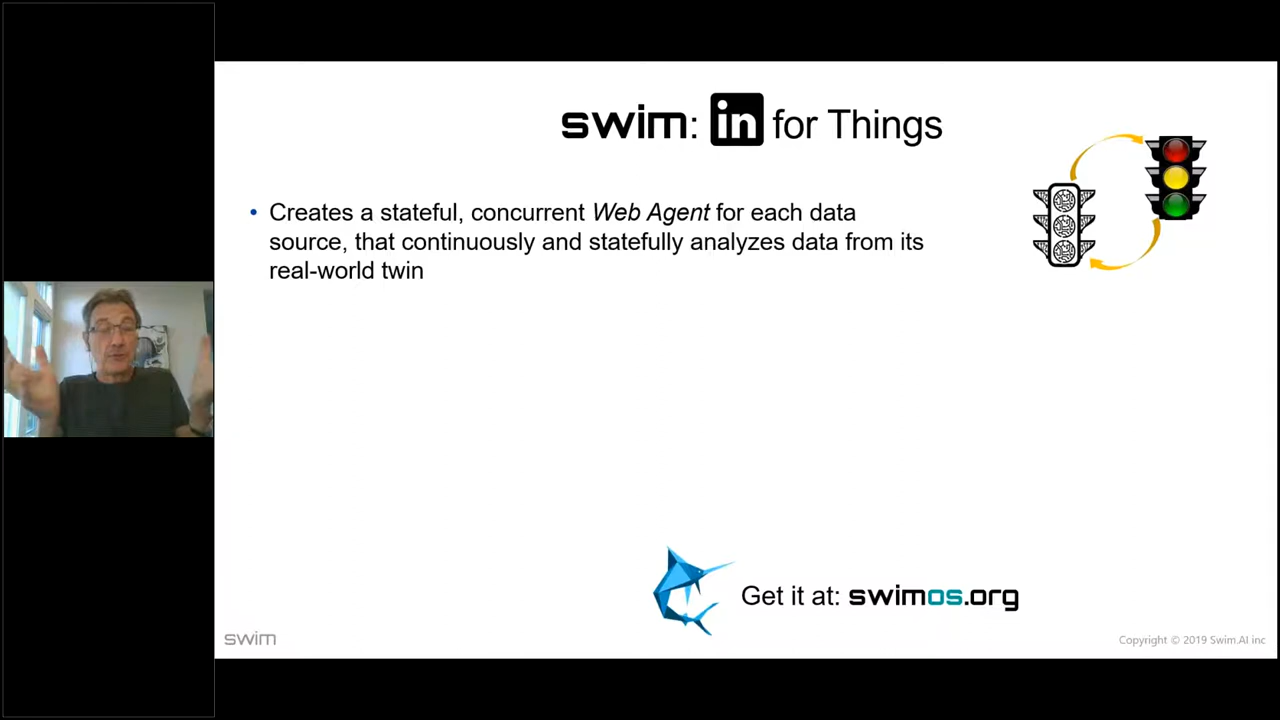 swim: in for Things
• Creates a stateful, concurrent Web Agent for each data
source, that continuously and statefully analyzes data from its
real-world twin
Get it at: swimos.org
swim
Copyright © 2019 Swim.AI inc